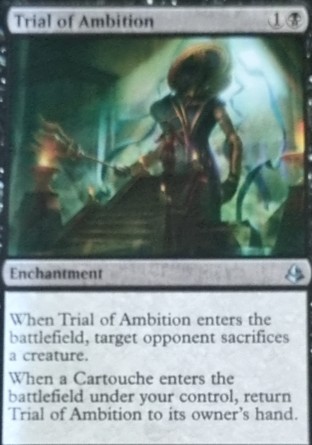 Trial of Ambition 1
Enchantment
When Trial of Ambition enters the
battlefield, target opponent sacrifices
a creature.
When a Cartouche enters the
battlefield under your control, return
Trial of Ambition to its owner's hand.